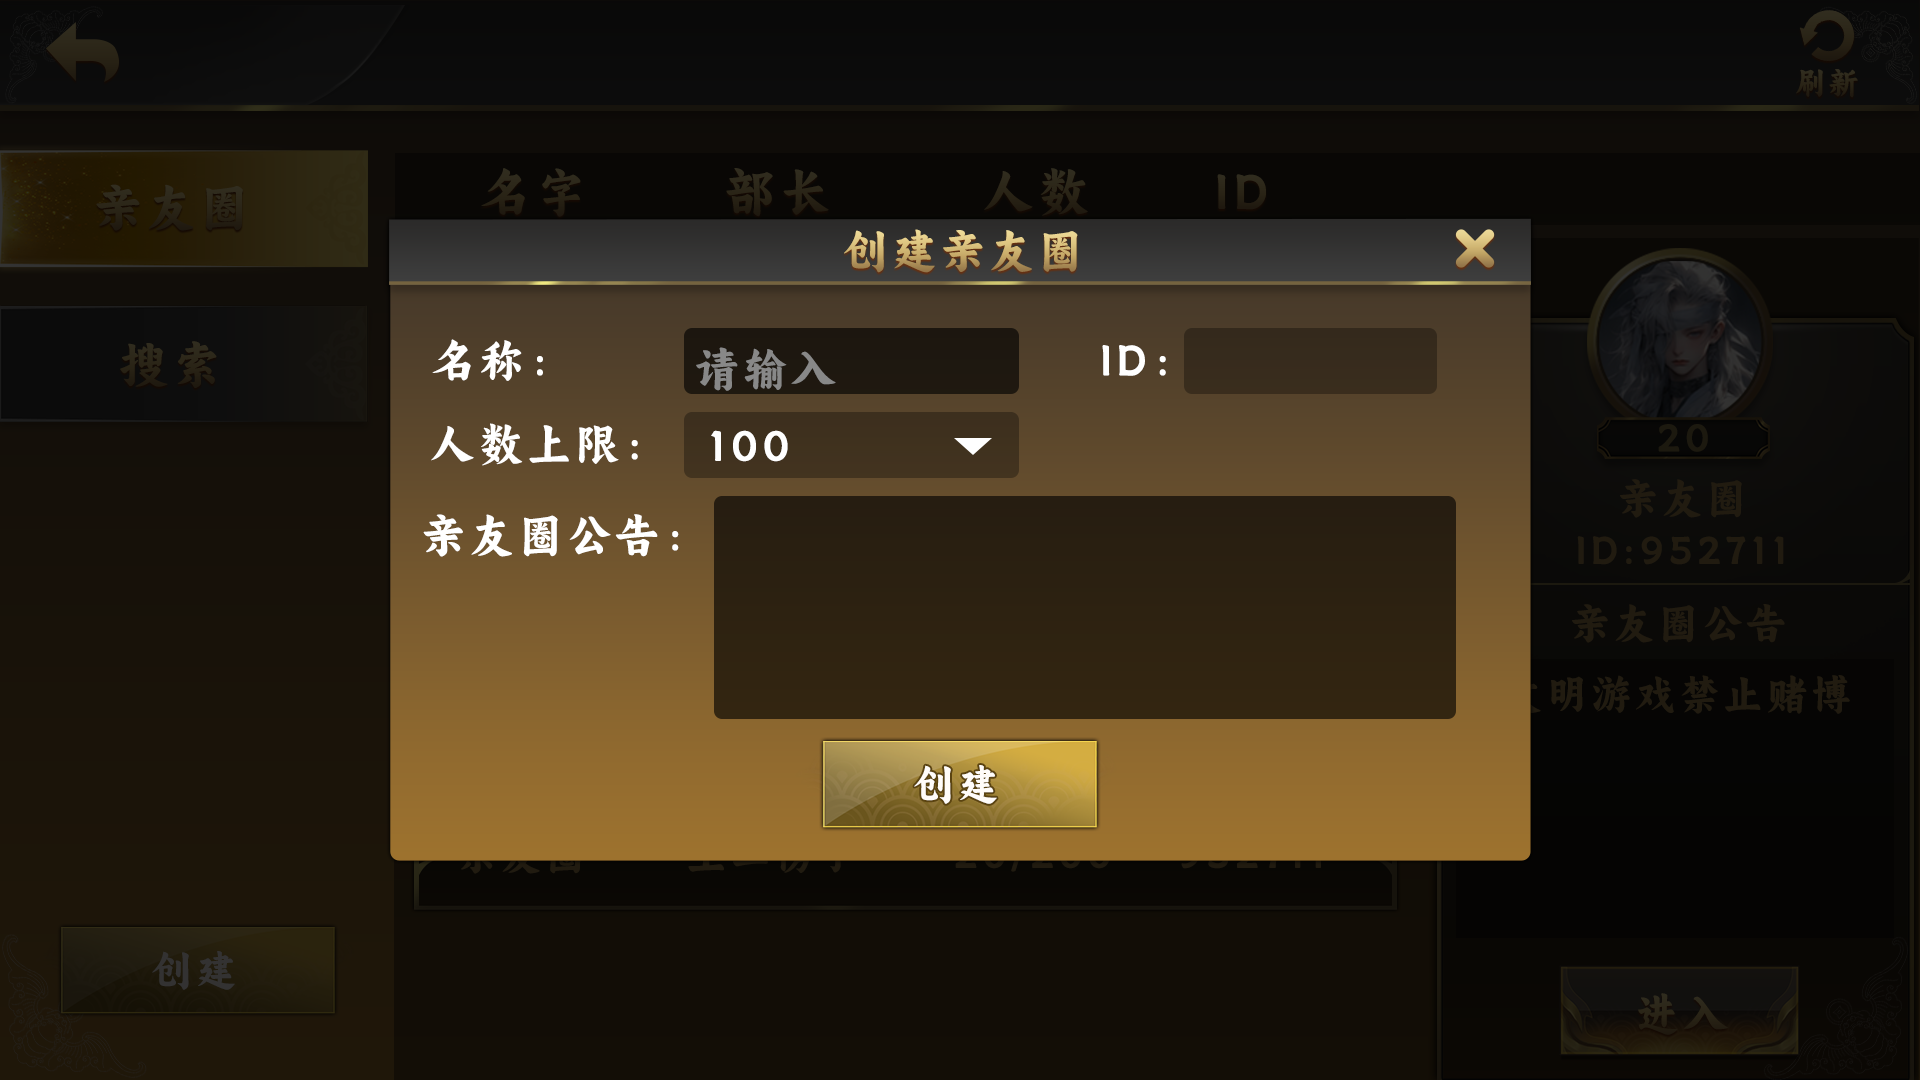 刷新
亲友圈
搜索
名字 部长 人数 ID
创建亲友圈
名称：
请输入
ID：
人数上限：
100
亲友圈公告：
创建
20
亲友圈
ID:952711
亲友圈公告
明游戏禁止赌博
创建
进入